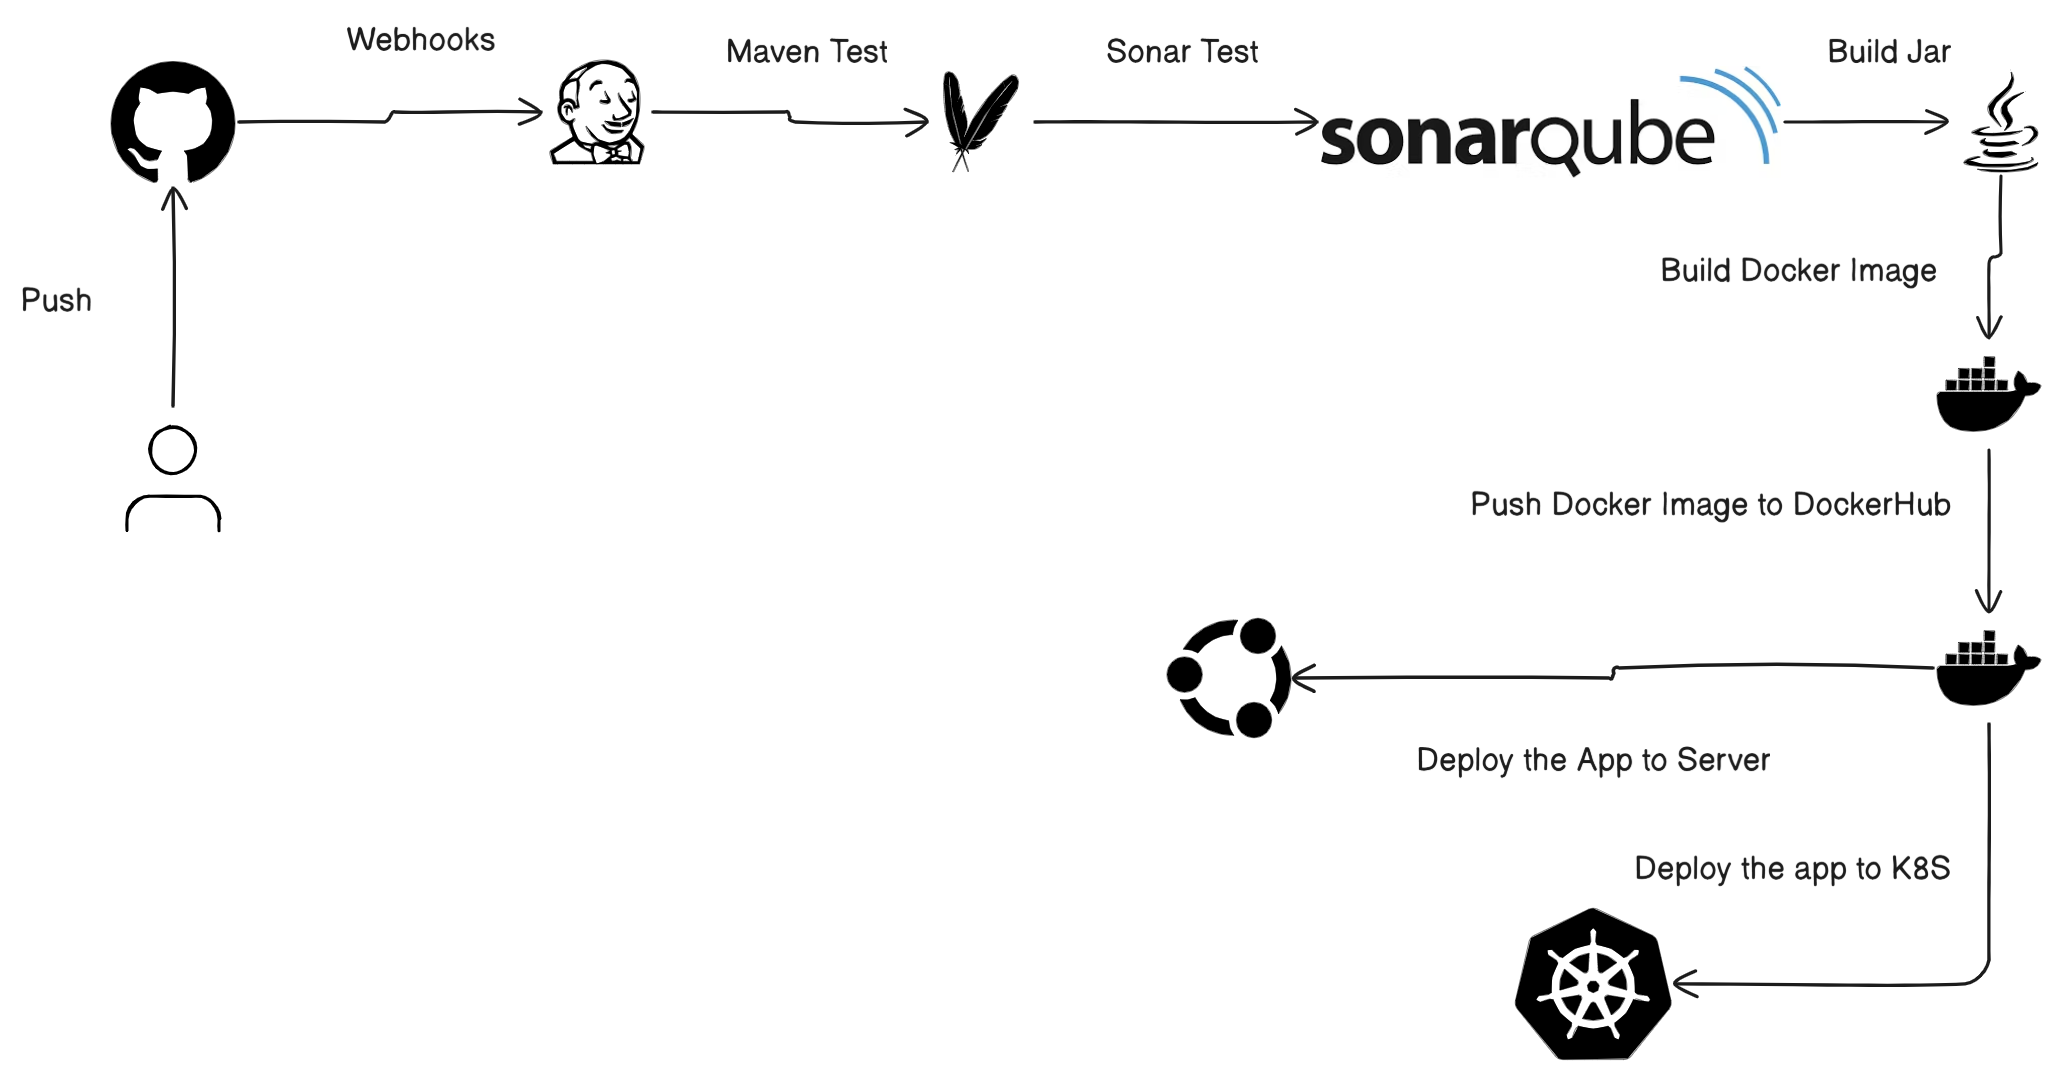 Webhooks
Maven Test
Sonar Test
Build Jar
sonarqube
Build Docker Image
Push
Push Docker Image to DockerHub
Deploy the App to Server
Deploy the app to K8S